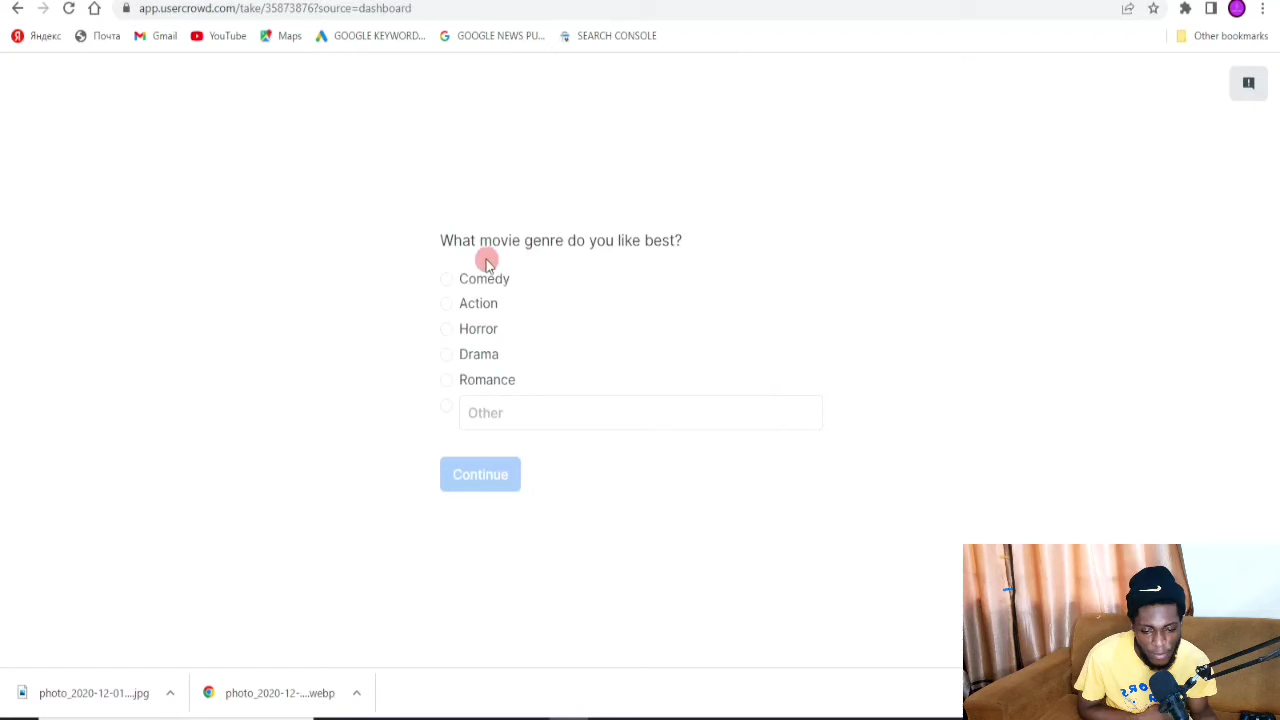 app.usercrowd.com/take/35873876?source=dashboard
Яндекс Почта Gmail YouTube Maps GOOGLE KEYWORD... GOOGLE NEWS PU... SEARCH CONSOLE Other bookmarks
What movie genre do you like best?
Comedy
Action
Horror
Drama
Romance
Other
Continue
photo_2020-12-01....jpg photo_2020-12-....webp